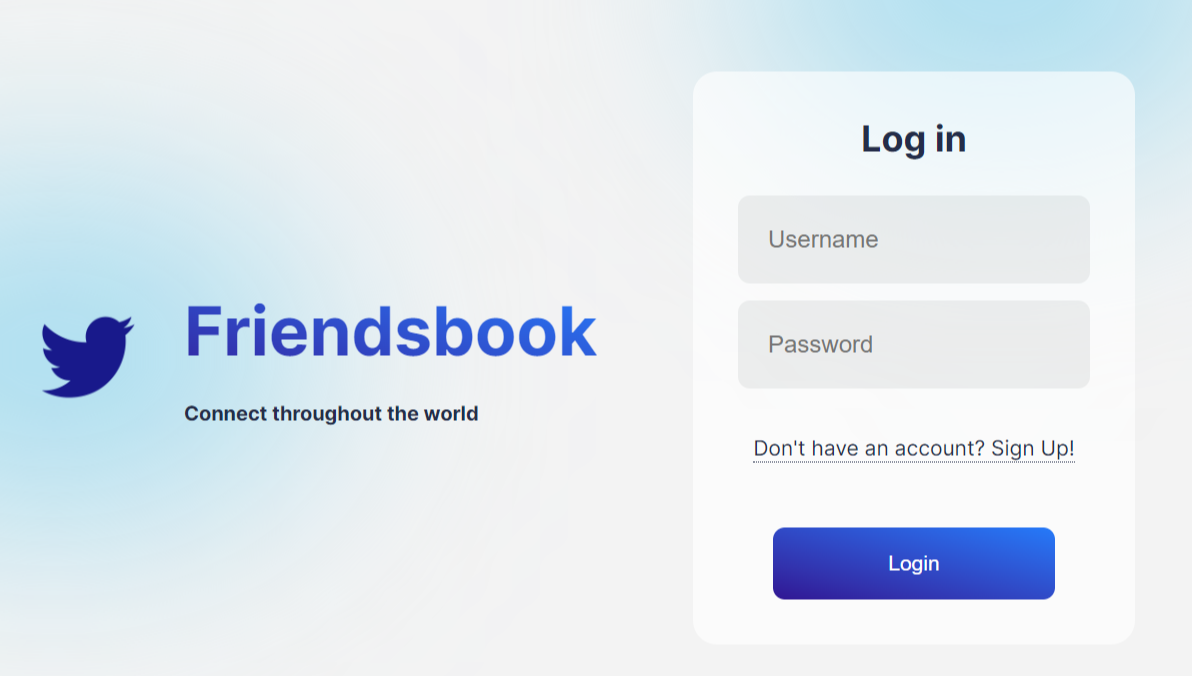 Friendsbook
Connect throughout the world
Log in
Username
Password
Don't have an account? Sign Up!
Login